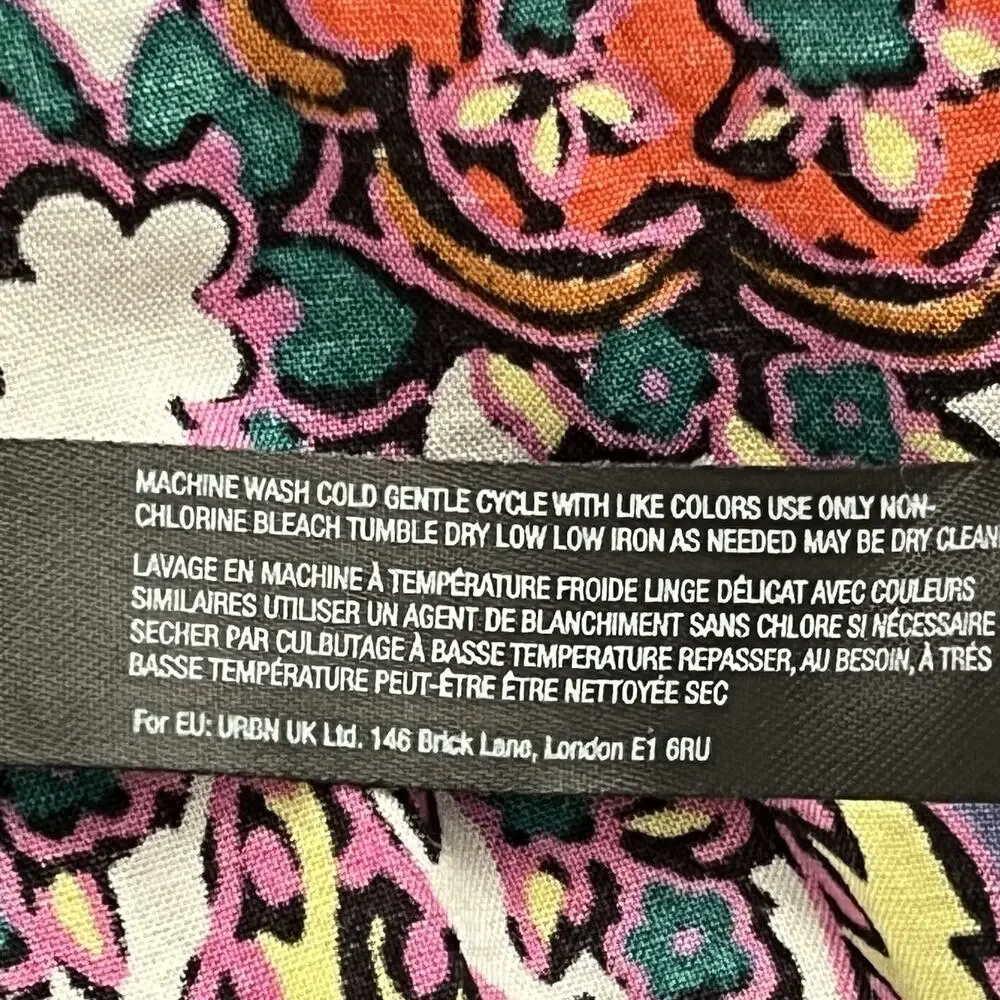 MACHINE WASH COLD GENTLE CYCLE WITH LIKE COLORS USE ONLY NON-
CHLORINE BLEACH TUMBLE DRY LOW LOW IRON AS NEEDED MAY BE DRY CLEAN
LAVAGE EN MACHINE À TEMPÉRATURE FROIDE LINGE DÉLICAT AVEC COULEURS
SIMILAIRES UTILISER UN AGENT DE BLANCHIMENT SANS CHLORE SI NÉCESSAIRE
SECHER PAR CULBUTAGE À BASSE TEMPERATURE REPASSER, AU BESOIN, À TRÉS
BASSE TEMPÉRATURE PEUT-ÊTRE ÊTRE NETTOYÉE SEC
For EU: URBN UK Ltd. 146 Brick Lane, London E1 6RU